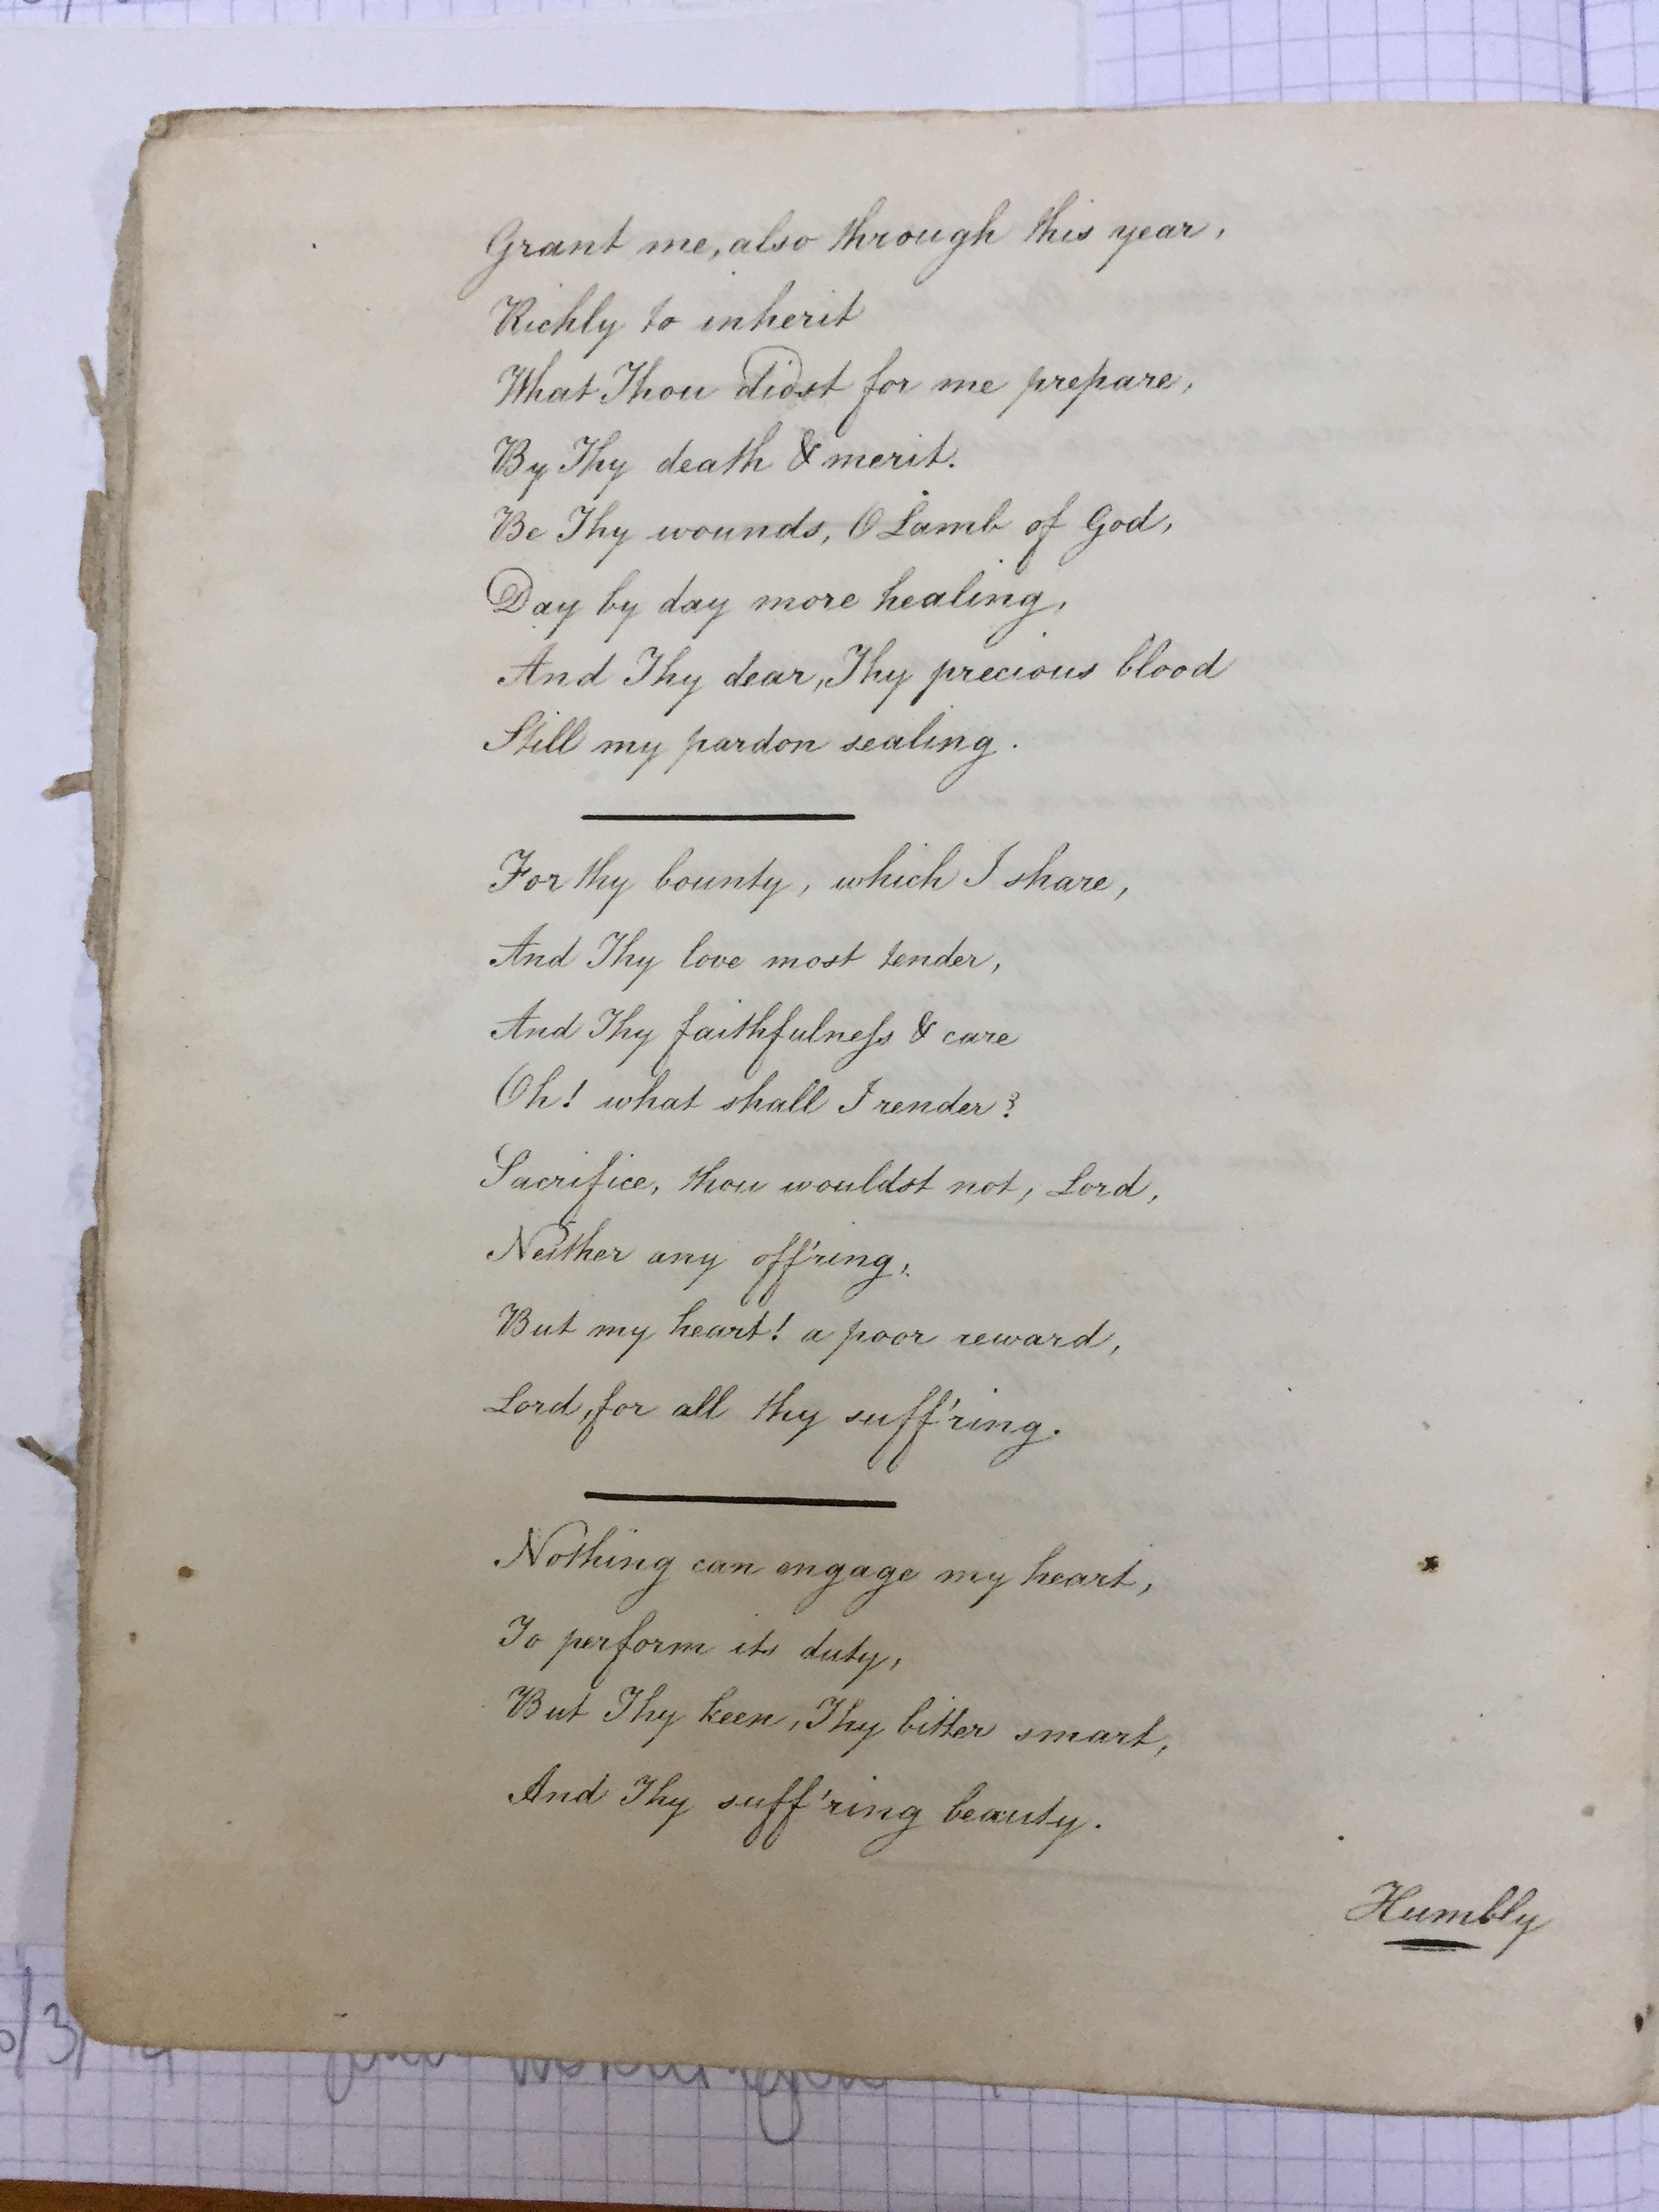 Grant me, also through this year,
Richly to inherit
What Thou didst for me prepare,
By Thy death & merit.
Be Thy wounds, O Lamb of God,
Day by day more healing,
And Thy dear, Thy precious blood
Still my pardon sealing.
For thy bounty, which I share,
And Thy love most tender,
And Thy faithfulneſs & care
Oh! what shall I render?
Sacrifice, thou wouldst not, Lord,
Neither any off'ring,
But my heart! a poor reward,
Lord, for all thy suff'ring.
Nothing can engage my heart,
To perform its duty,
But Thy keen, Thy bitter smart,
And Thy suff'ring beauty.
Humbly